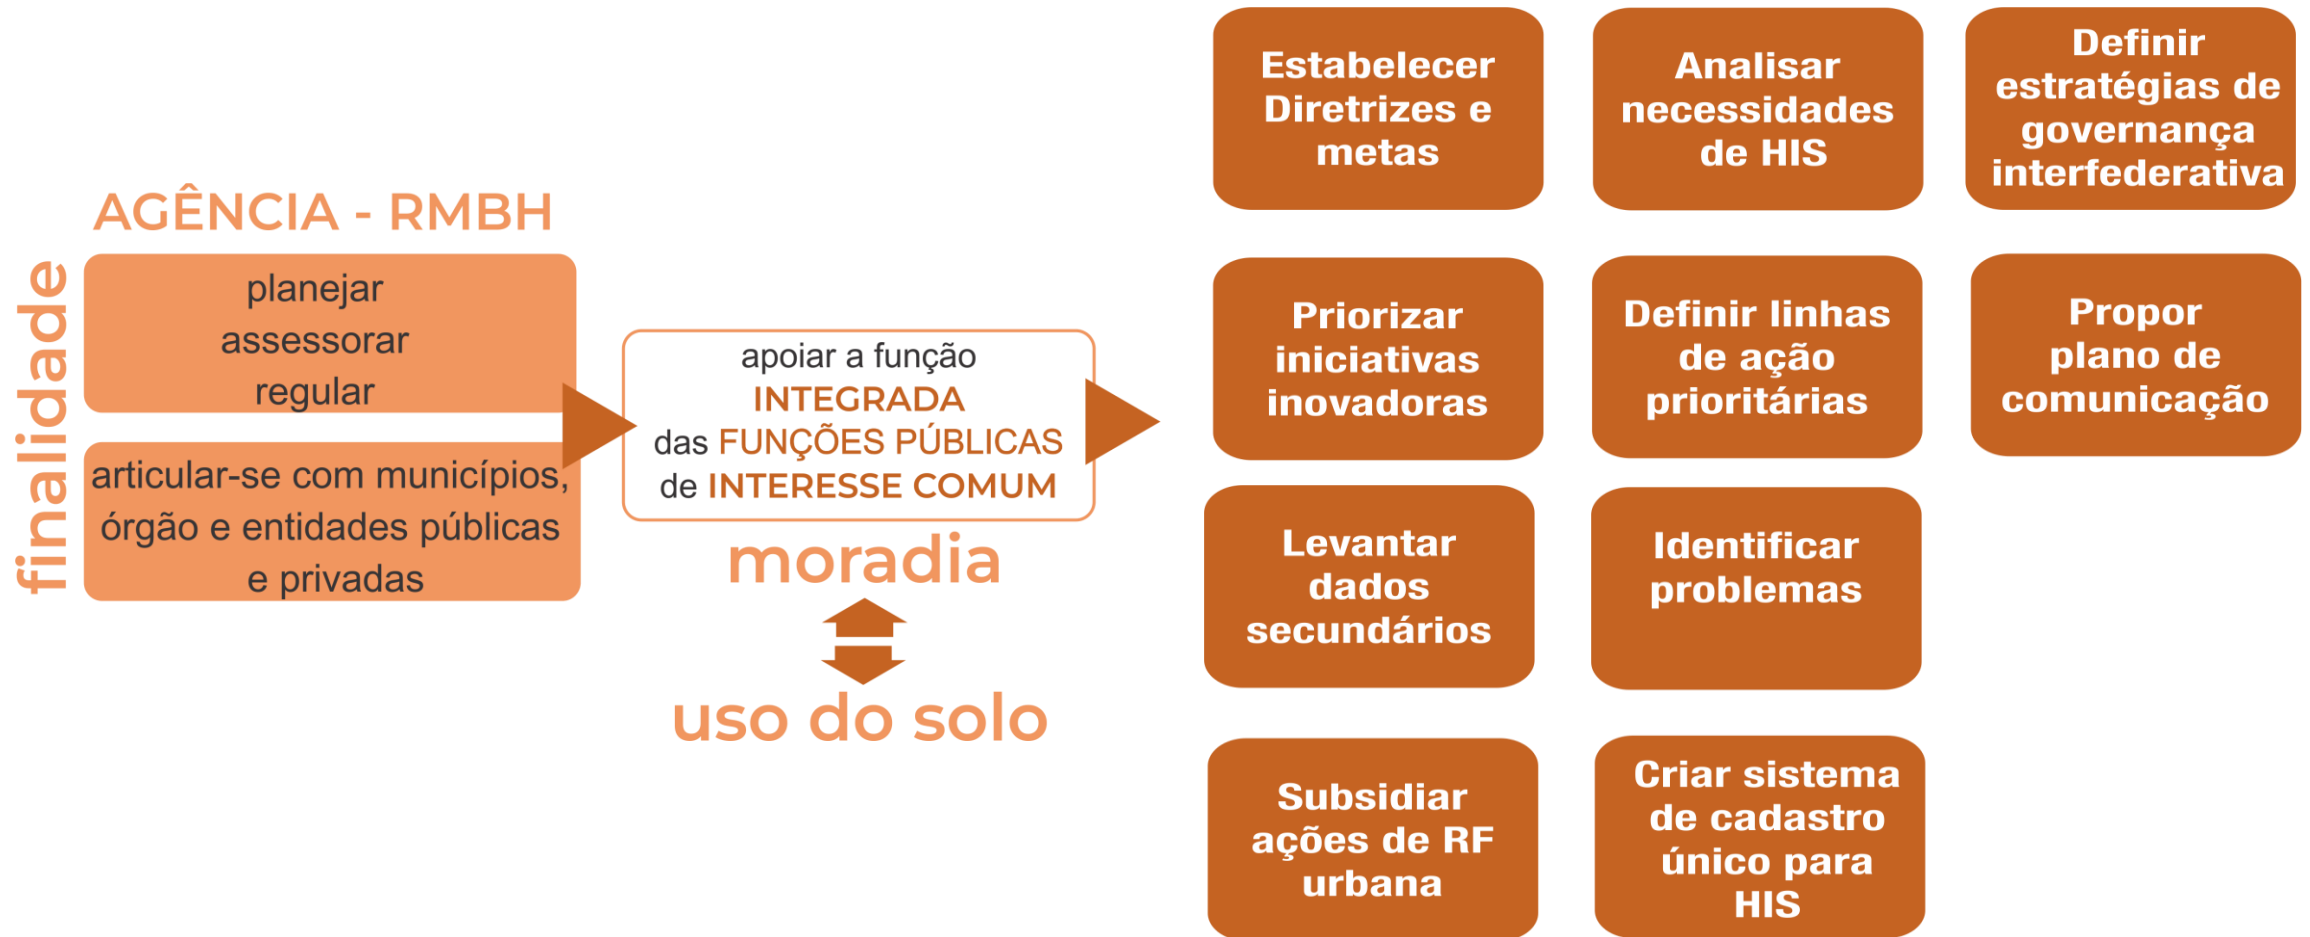 AGÊNCIA - RMBH
finalidade
planejar
assessorar
regular
articular-se com municípios,
órgão e entidades públicas
e privadas
apoiar a função
INTEGRADA
das FUNÇÕES PÚBLICAS
de INTERESSE COMUM
moradia
uso do solo
Estabelecer
Diretrizes e
metas
Analisar
necessidades
de HIS
Definir
estratégias de
governança
interfederativa
Priorizar
iniciativas
inovadoras
Definir linhas
de ação
prioritárias
Propor
plano de
comunicação
Levantar
dados
secundários
Identificar
problemas
Subsidiar
ações de RF
urbana
Criar sistema
de cadastro
único para
HIS